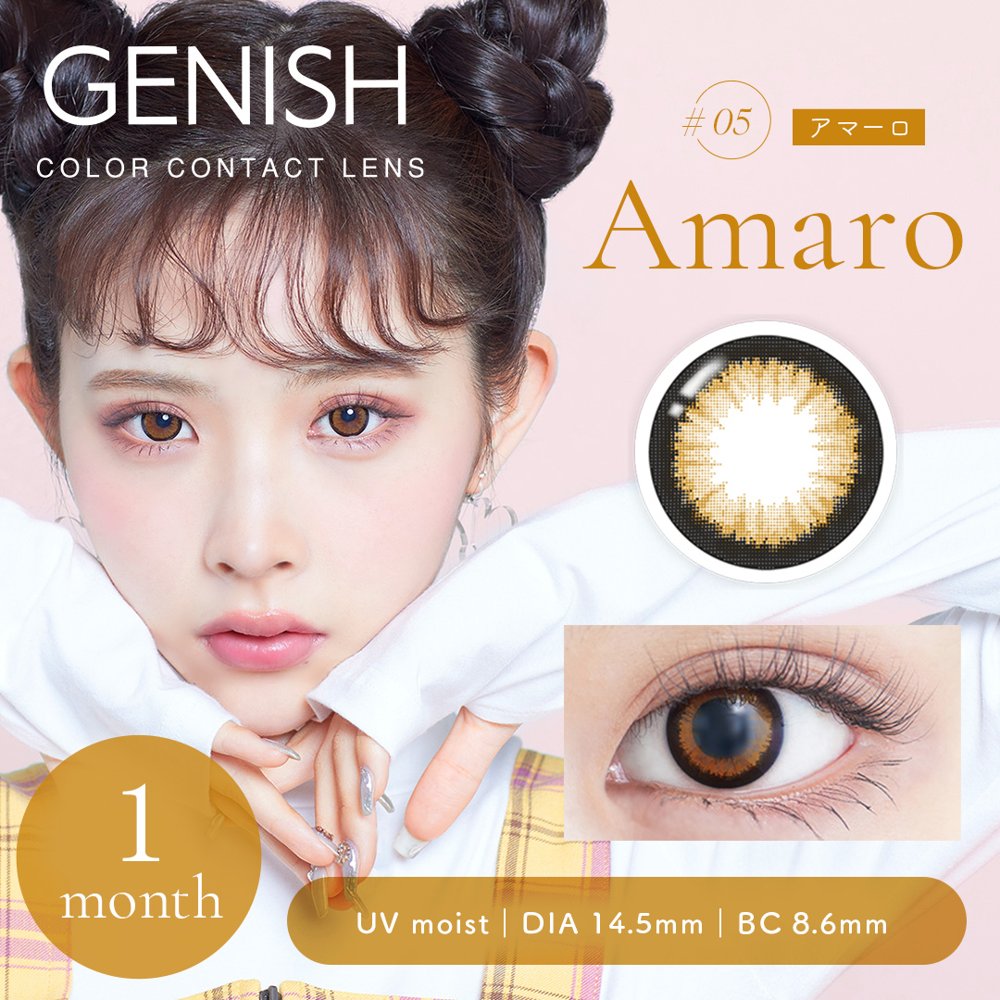 GENISH
COLOR CONTACT LENS
# 05
アマーロ
Amaro
1
month
UV moist | DIA 14.5mm | BC 8.6mm